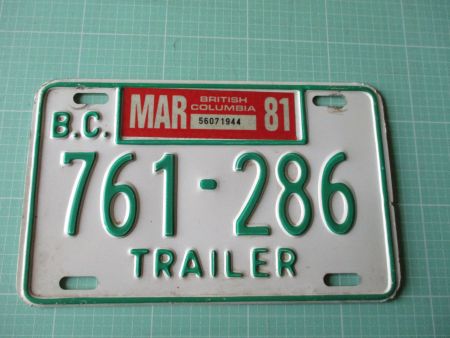 BRITISH
COLUMBIA
MAR 56071944 81
B.C.
761-286
TRAILER